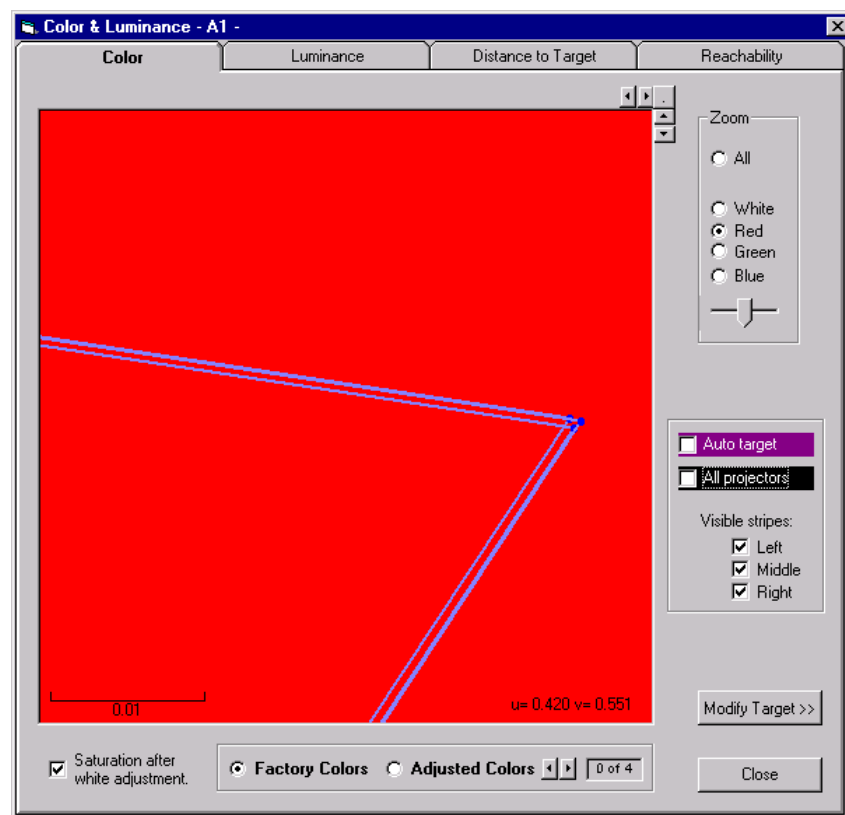 Color & Luminance - A1 -
Color
Luminance
Distance to Target
Reachability
Zoom
All
White
Red
Green
Blue
Auto target
All projectors
Visible stripes:
Left
Middle
Right
0.01
u= 0.420 v= 0.551
Modify Target >>
Saturation after
white adjustment.
Factory Colors
Adjusted Colors
0 of 4
Close